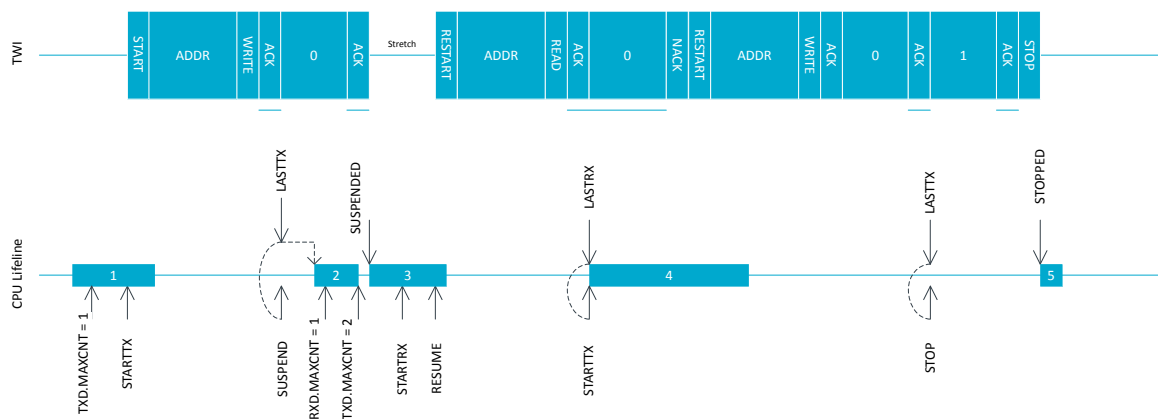 TWI
START
ADDR
WRITE
ACK
0
ACK
Stretch
RESTART
ADDR
READ
ACK
0
NACK
RESTART
ADDR
WRITE
ACK
0
ACK
1
ACK
STOP
CPU Lifeline
LASTTX
SUSPENDED
LASTRX
LASTTX
STOPPED
1
2
3
4
5
TXD.MAXCNT = 1
STARTTX
SUSPEND
RXD.MAXCNT = 1
TXD.MAXCNT = 2
STARTRX
RESUME
STARTTX
STOP